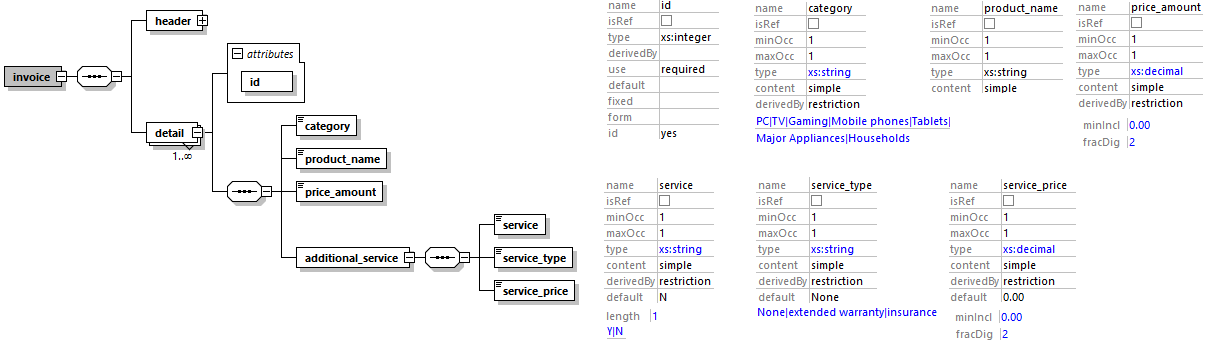 invoice
header
detail
1..∞
attributes
id
category
product_name
price_amount
additional_service
service
service_type
service_price
name id
isRef
type xs:integer
derivedBy
use required
default
fixed
form
id yes
name category
isRef
minOcc 1
maxOcc 1
type xs:string
content simple
derivedBy restriction
PC|TV|Gaming|Mobile phones|Tablets|
Major Appliances|Households
name product_name
isRef
minOcc 1
maxOcc 1
type xs:string
content simple
name price_amount
isRef
minOcc 1
maxOcc 1
type xs:decimal
content simple
derivedBy restriction
minIncl 0.00
fracDig 2
name service
isRef
minOcc 1
maxOcc 1
type xs:string
content simple
derivedBy restriction
default N
length 1
Y|N
name service_type
isRef
minOcc 1
maxOcc 1
type xs:string
content simple
derivedBy restriction
default None
None|extended warranty|insurance
name service_price
isRef
minOcc 1
maxOcc 1
type xs:decimal
content simple
derivedBy restriction
default 0.00
minIncl 0.00
fracDig 2